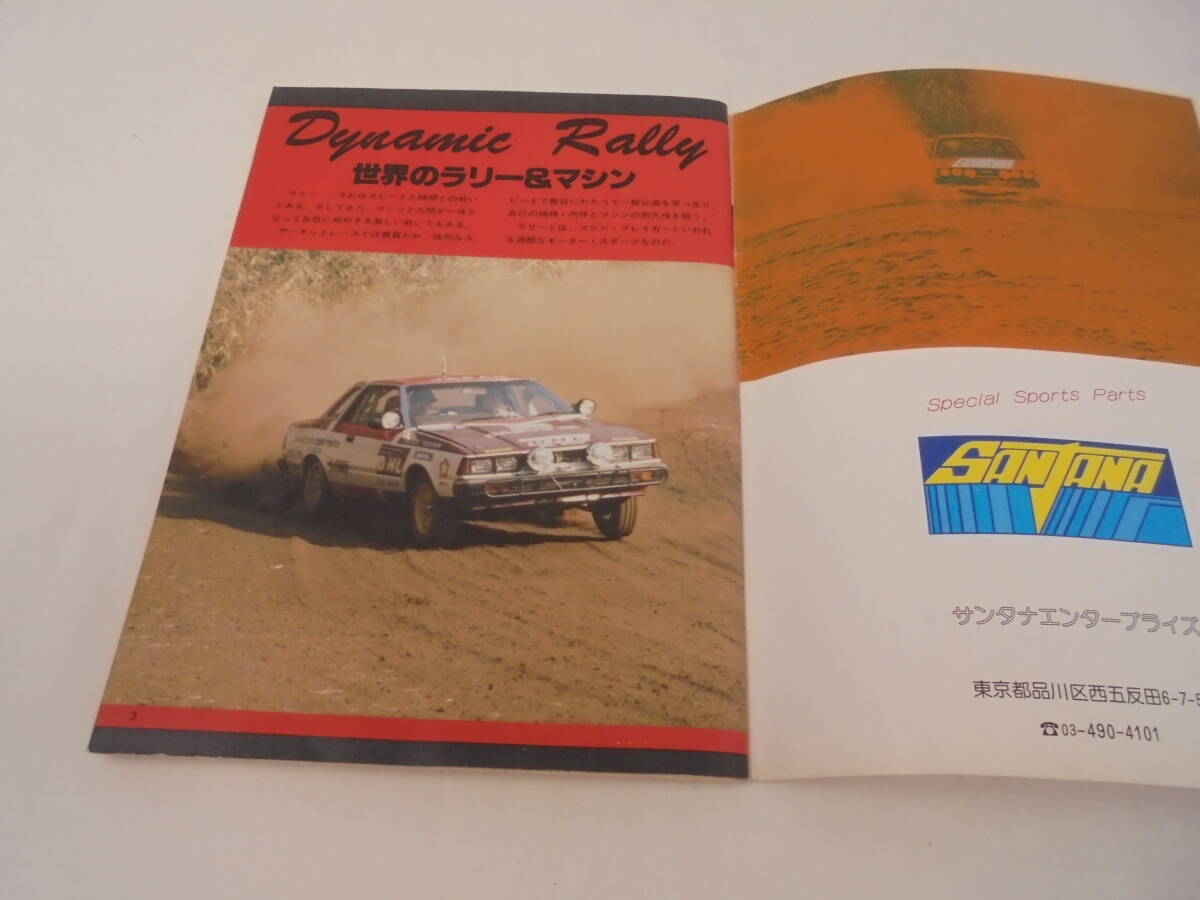 Dynamic Rally
世界のラリー&マシン
ラリー それはスピードと時間との戦い
である。そしてまた、マシンと人間が一体と
なって自然に相対する激しい戦いでもある。
サーキットレースとは異質だが、強烈なス
ピードで数日にわたって一般公道を突っ走り、
自己の精神・肉体とマシンの耐久性を競う。
ラリーとは、マシン・ブレイカーといわれ
る過酷なモーター・スポーツなのだ。
DHL
DHL
3
Special Sports Parts
SANTANA
サンタナエンタープライズ
東京都品川区西五反田6-7-
☎03-490-4101